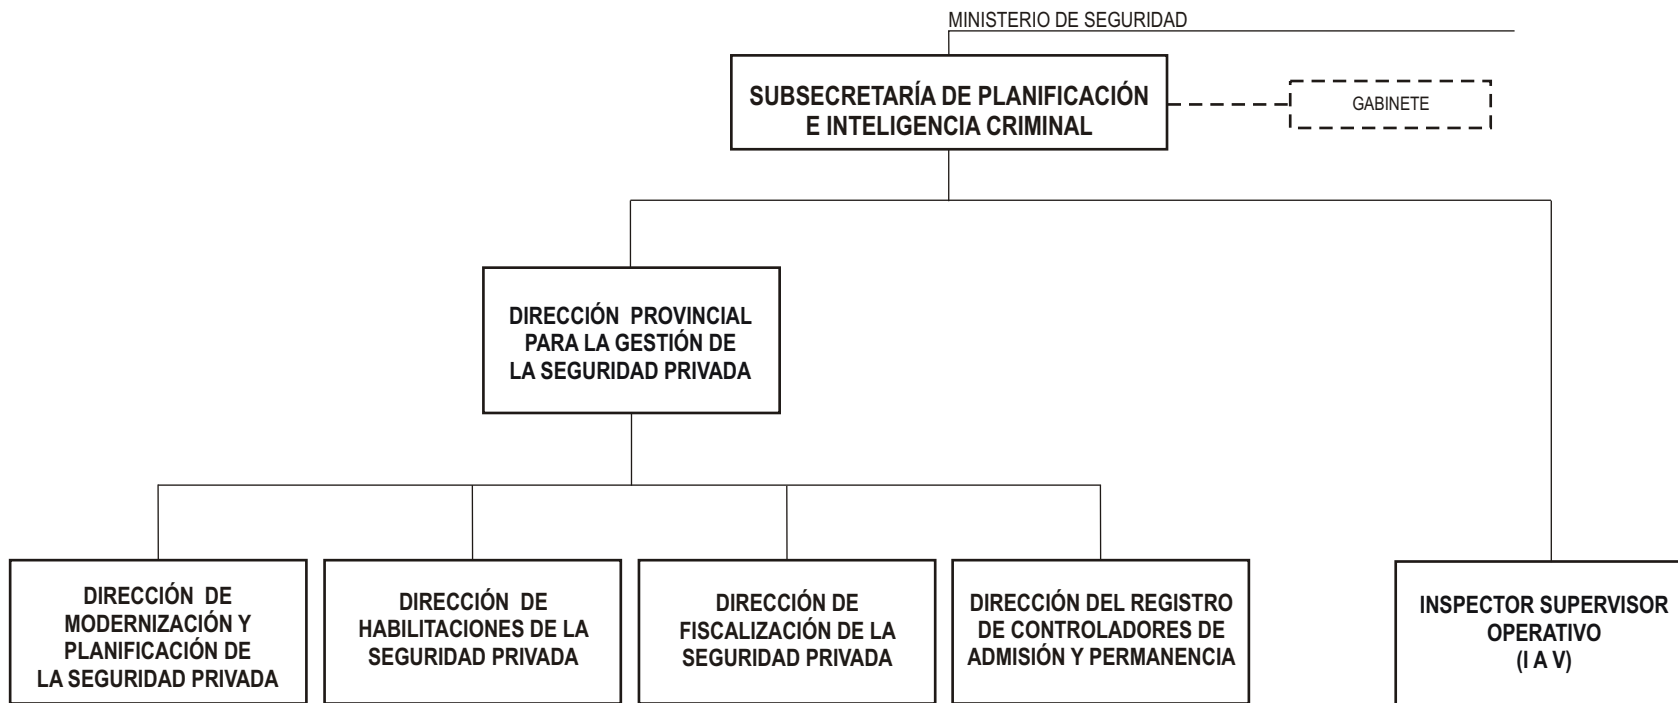 MINISTERIO DE SEGURIDAD
SUBSECRETARÍA DE PLANIFICACIÓN
E INTELIGENCIA CRIMINAL
GABINETE
DIRECCIÓN PROVINCIAL
PARA LA GESTIÓN DE
LA SEGURIDAD PRIVADA
DIRECCIÓN DE
MODERNIZACIÓN Y
PLANIFICACIÓN DE
LA SEGURIDAD PRIVADA
DIRECCIÓN DE
HABILITACIONES DE LA
SEGURIDAD PRIVADA
DIRECCIÓN DE
FISCALIZACIÓN DE LA
SEGURIDAD PRIVADA
DIRECCIÓN DEL REGISTRO
DE CONTROLADORES DE
ADMISIÓN Y PERMANENCIA
INSPECTOR SUPERVISOR
OPERATIVO
(I A V)